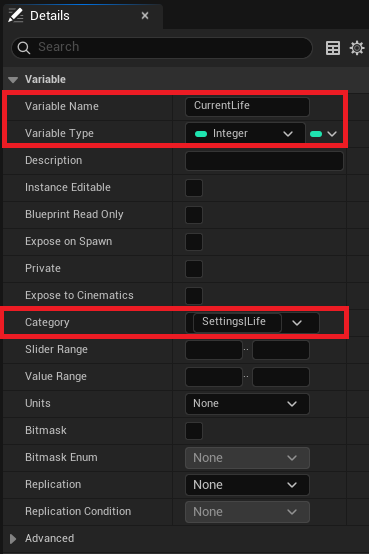 Details
Search
Variable
Variable Name CurrentLife
Variable Type Integer
Description
Instance Editable
Blueprint Read Only
Expose on Spawn
Private
Expose to Cinematics
Category Settings|Life
Slider Range ..
Value Range ..
Units None
Bitmask
Bitmask Enum None
Replication None
Replication Condition None
Advanced